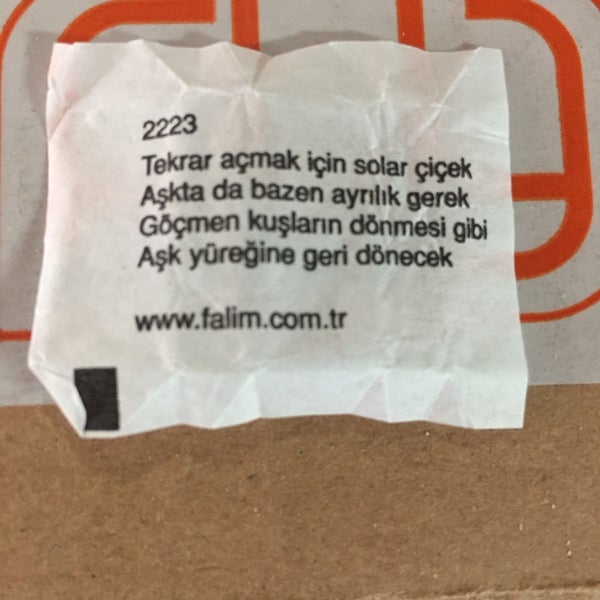 2223
Tekrar açmak için solar çiçek
Aşkta da bazen ayrılık gerek
Göçmen kuşların dönmesi gibi
Aşk yüreğine geri dönecek
www.falim.com.tr